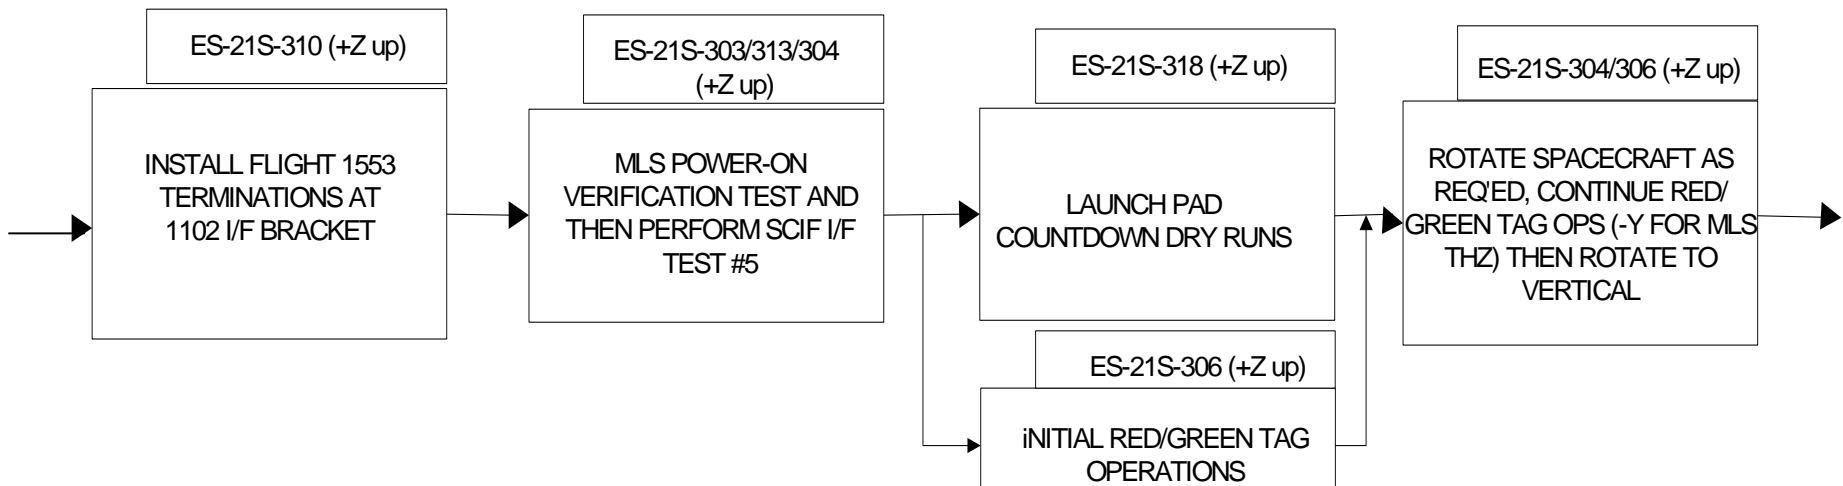 ES-21S-310 (+Z up)
INSTALL FLIGHT 1553
TERMINATIONS AT
1102 I/F BRACKET
ES-21S-303/313/304
(+Z up)
MLS POWER-ON
VERIFICATION TEST AND
THEN PERFORM SCIF I/F
TEST #5
ES-21S-318 (+Z up)
LAUNCH PAD
COUNTDOWN DRY RUNS
ES-21S-306 (+Z up)
iNITIAL RED/GREEN TAG
OPERATIONS
ES-21S-304/306 (+Z up)
ROTATE SPACECRAFT AS
REQ'ED, CONTINUE RED/
GREEN TAG OPS (-Y FOR MLS
THZ) THEN ROTATE TO
VERTICAL